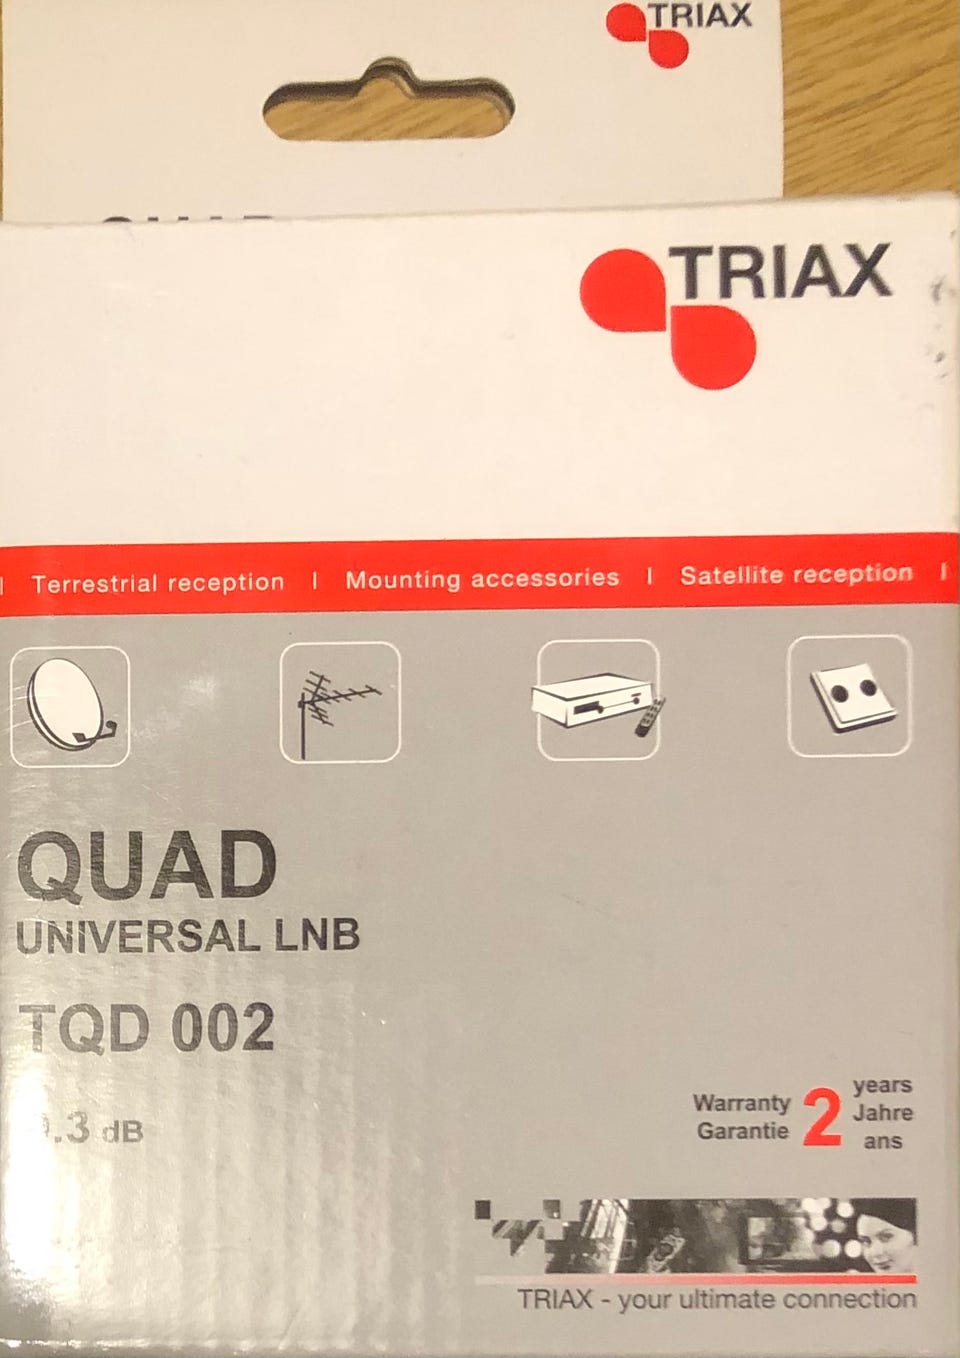 TRIAX
TRIAX
Terrestrial reception | Mounting accessories | Satellite reception |
QUAD
UNIVERSAL LNB
TQD 002
.3 dB
Warranty 2 years
Garantie Jahre
ans
TRIAX - your ultimate connection